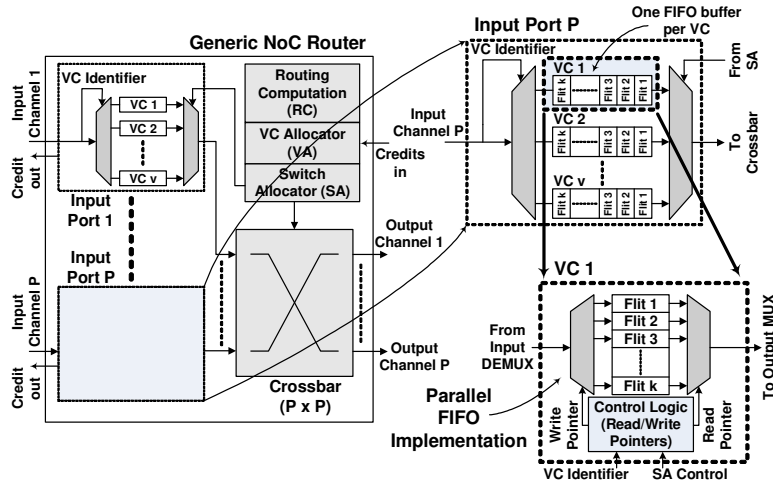 Generic NoC Router
Input
Channel 1
Credit
out
VC Identifier
VC 1
VC 2
VC v
Input
Port 1
Routing
Computation
(RC)
VC Allocator
(VA)
Switch
Allocator (SA)
Credits
in
Input
Port P
Input
Channel P
Credit
out
Output
Channel 1
Output
Channel P
Crossbar
(P x P)
Input Port P
VC Identifier
One FIFO buffer
per VC
From
SA
Input
Channel P
To
Crossbar
VC 1
Flit k
Flit 3
Flit 2
Flit 1
VC 2
Flit k
Flit 3
Flit 2
Flit 1
VC v
Flit k
Flit 3
Flit 2
Flit 1
VC 1
From
Input
DEMUX
Flit 1
Flit 2
Flit 3
Flit k
To Output MUX
Parallel
FIFO
Implementation
Write
Pointer
Control Logic
(Read/Write
Pointers)
Read
Pointer
VC Identifier
SA Control